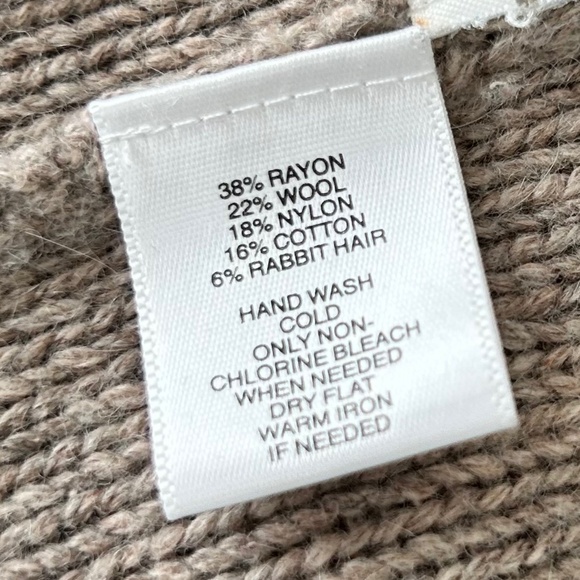 38% RAYON
22% WOOL
18% NYLON
16% COTTON
6% RABBIT HAIR
HAND WASH
COLD
ONLY NON-
CHLORINE BLEACH
WHEN NEEDED
DRY FLAT
WARM IRON
IF NEEDED